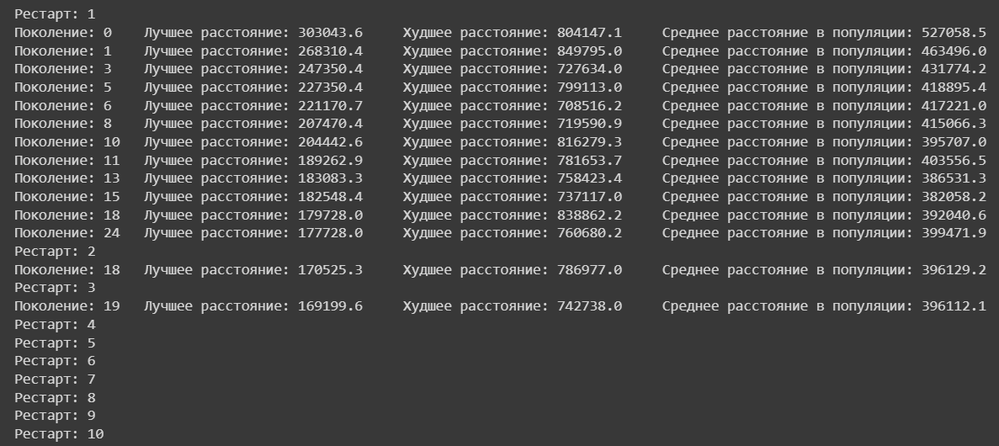 Рестарт: 1
Поколение: 0 Лучшее расстояние: 303043.6 Худшее расстояние: 804147.1 Среднее расстояние в популяции: 527058.5
Поколение: 1 Лучшее расстояние: 268310.4 Худшее расстояние: 849795.0 Среднее расстояние в популяции: 463496.0
Поколение: 3 Лучшее расстояние: 247350.4 Худшее расстояние: 727634.0 Среднее расстояние в популяции: 431774.2
Поколение: 5 Лучшее расстояние: 227350.4 Худшее расстояние: 799113.0 Среднее расстояние в популяции: 418895.4
Поколение: 6 Лучшее расстояние: 221170.7 Худшее расстояние: 708516.2 Среднее расстояние в популяции: 417221.0
Поколение: 8 Лучшее расстояние: 207470.4 Худшее расстояние: 719590.9 Среднее расстояние в популяции: 415066.3
Поколение: 10 Лучшее расстояние: 204442.6 Худшее расстояние: 816279.3 Среднее расстояние в популяции: 395707.0
Поколение: 11 Лучшее расстояние: 189262.9 Худшее расстояние: 781653.7 Среднее расстояние в популяции: 403556.5
Поколение: 13 Лучшее расстояние: 183083.3 Худшее расстояние: 758423.4 Среднее расстояние в популяции: 386531.3
Поколение: 15 Лучшее расстояние: 182548.4 Худшее расстояние: 737117.0 Среднее расстояние в популяции: 382058.2
Поколение: 18 Лучшее расстояние: 179728.0 Худшее расстояние: 838862.2 Среднее расстояние в популяции: 392040.6
Поколение: 24 Лучшее расстояние: 177728.0 Худшее расстояние: 760680.2 Среднее расстояние в популяции: 399471.9
Рестарт: 2
Поколение: 18 Лучшее расстояние: 170525.3 Худшее расстояние: 786977.0 Среднее расстояние в популяции: 396129.2
Рестарт: 3
Поколение: 19 Лучшее расстояние: 169199.6 Худшее расстояние: 742738.0 Среднее расстояние в популяции: 396112.1
Рестарт: 4
Рестарт: 5
Рестарт: 6
Рестарт: 7
Рестарт: 8
Рестарт: 9
Рестарт: 10